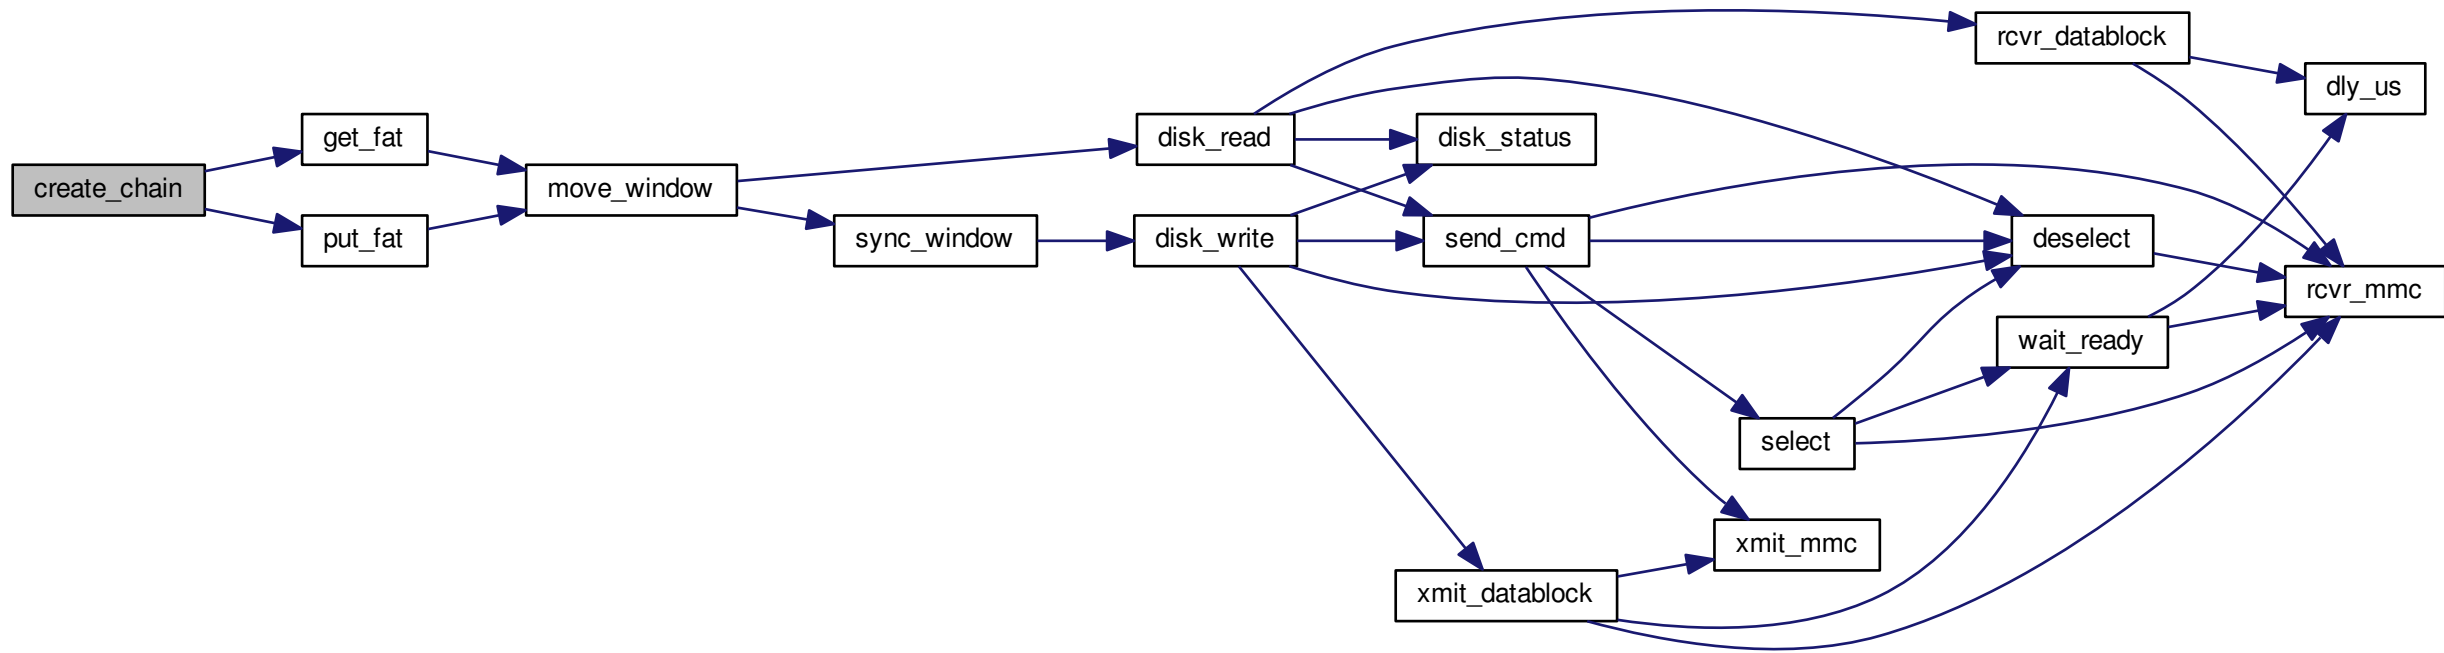 create_chain
get_fat
put_fat
move_window
sync_window
disk_read
disk_write
disk_status
send_cmd
xmit_datablock
select
xmit_mmc
rcvr_datablock
deselect
wait_ready
dly_us
rcvr_mmc